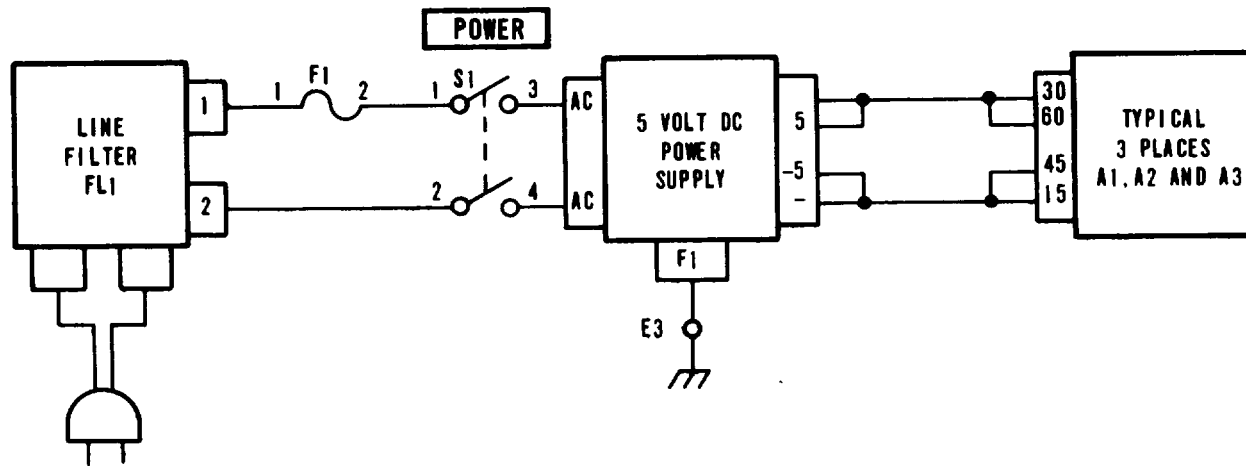 POWER
LINE
FILTER
FL1
1
2
1
F1
2
1
S1
3
2
4
AC
AC
5 VOLT DC
POWER
SUPPLY
5
-5
-
F1
E3
30
60
45
15
TYPICAL
3 PLACES
A1, A2 AND A3